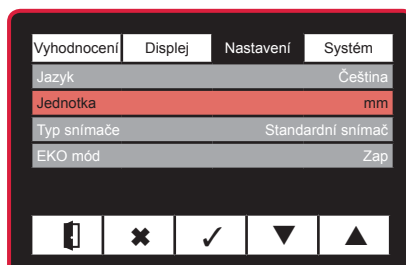 Vyhodnocení Displej Nastavení Systém
Jazyk Čeština
Jednotka mm
Typ snímače Standardní snímač
EKO mód Zap